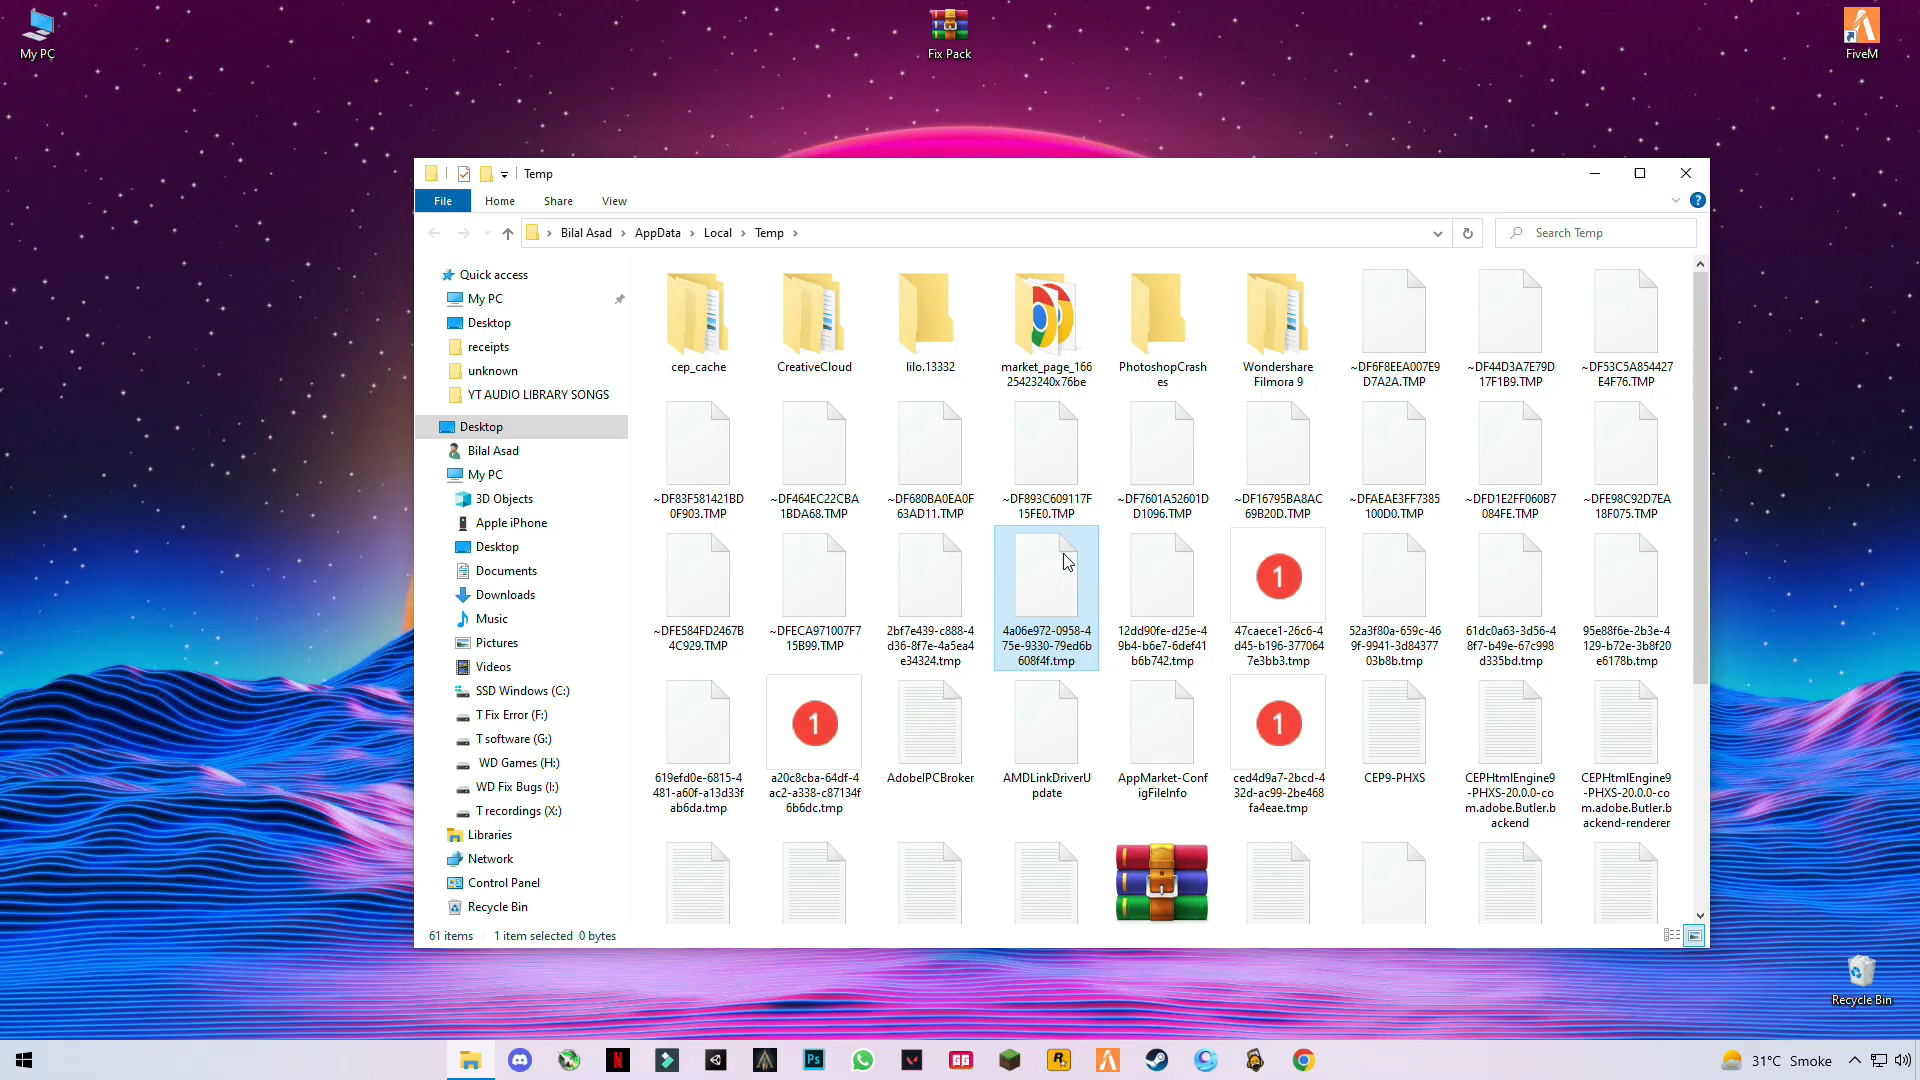 My PC
Fix Pack
FiveM
Temp
File
Home
Share
View
?
Bilal Asad
AppData
Local
Temp
Search Temp
Quick access
My PC
Desktop
receipts
unknown
YT AUDIO LIBRARY SONGS
Desktop
Bilal Asad
My PC
3D Objects
Apple iPhone
Desktop
Documents
Downloads
Music
Pictures
Videos
SSD Windows (C:)
T Fix Error (F:)
T software (G:)
WD Games (H:)
WD Fix Bugs (I:)
T recordings (X:)
Libraries
Network
Control Panel
Recycle Bin
cep_cache
CreativeCloud
lilo.13332
market_page_166
25423240x76be
PhotoshopCrash
es
Wondershare
Filmora 9
~DF6F8EEA007E9
D7A2A.TMP
~DF44D3A7E79D
17F1B9.TMP
~DF53C5A854427
E4F76.TMP
~DF83F581421BD
0F903.TMP
~DF464EC22CBA
1BDA68.TMP
~DF680BA0EA0F
63AD11.TMP
~DF893C609117F
15FE0.TMP
~DF7601A52601D
D1096.TMP
~DF16795BA8AC
69B20D.TMP
~DFAEAE3FF7385
100D0.TMP
~DFD1E2FF060B7
084FE.TMP
~DFE98C92D7EA
18F075.TMP
~DFE584FD2467B
4C929.TMP
~DFECA971007F7
15B99.TMP
2bf7e439-c888-4
d36-8f7e-4a5ea4
e34324.tmp
4a06e972-0958-4
75e-9330-79ed6b
608f4f.tmp
12dd90fe-d25e-4
9b4-b6e7-6def41
b6b742.tmp
1
47caece1-26c6-4
d45-b196-377064
7e3bb3.tmp
52a3f80a-659c-46
9f-9941-3d84377
03b8b.tmp
61dc0a63-3d56-4
8f7-b49e-67c998
d335bd.tmp
95e88f6e-2b3e-4
129-b72e-3b8f20
e6178b.tmp
619efd0e-6815-4
481-a60f-a13d33f
ab6da.tmp
1
a20c8cba-64df-4
ac2-a338-c87134f
6b6dc.tmp
AdobeIPCBroker
AMDLinkDriverU
pdate
AppMarket-Conf
igFileInfo
1
ced4d9a7-2bcd-4
32d-ac99-2be468
fa4eae.tmp
CEP9-PHXS
CEPHtmlEngine9
-PHXS-20.0.0-co
m.adobe.Butler.b
ackend
CEPHtmlEngine9
-PHXS-20.0.0-co
m.adobe.Butler.b
ackend-renderer
61 items
1 item selected 0 bytes
Recycle Bin
N
Ps
GG
R
31°C Smoke